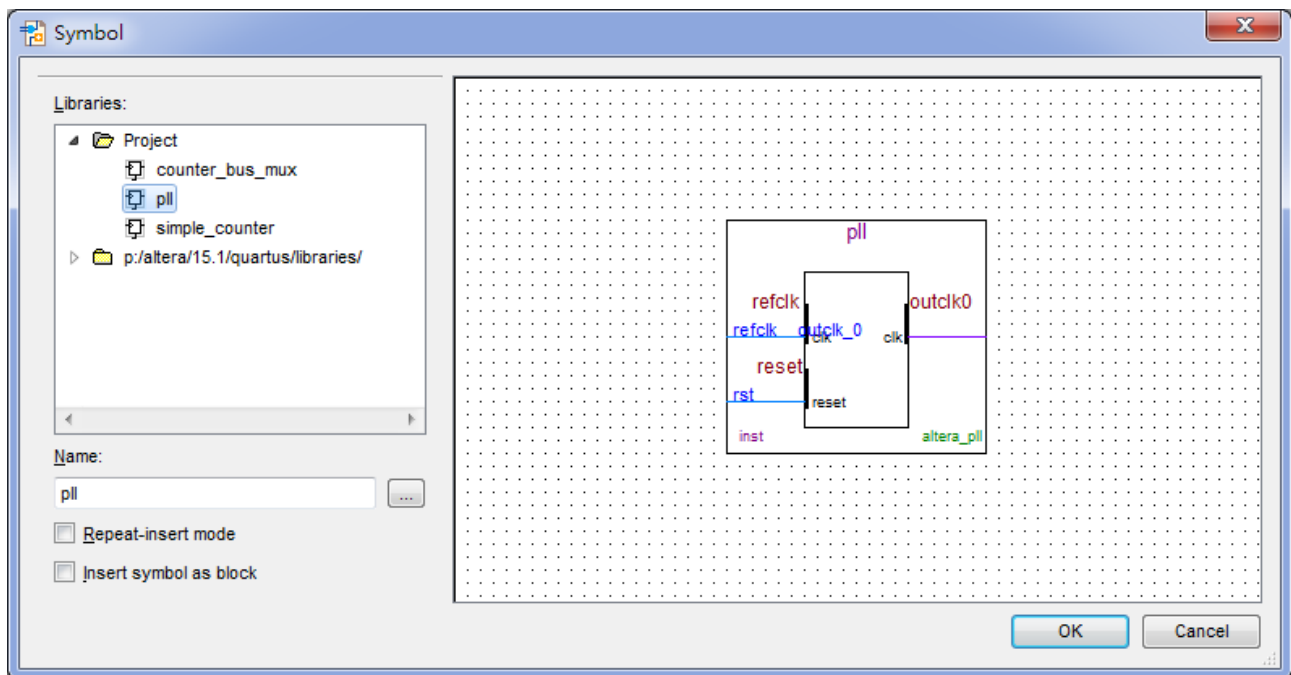 Symbol
Libraries:
Project
counter_bus_mux
pll
simple_counter
p:/altera/15.1/quartus/libraries/
Name:
pll
...
Repeat-insert mode
Insert symbol as block
pll
refclk outclk0
refclk outclk_0 clk clk
reset
rst reset
inst altera_pll
OK Cancel